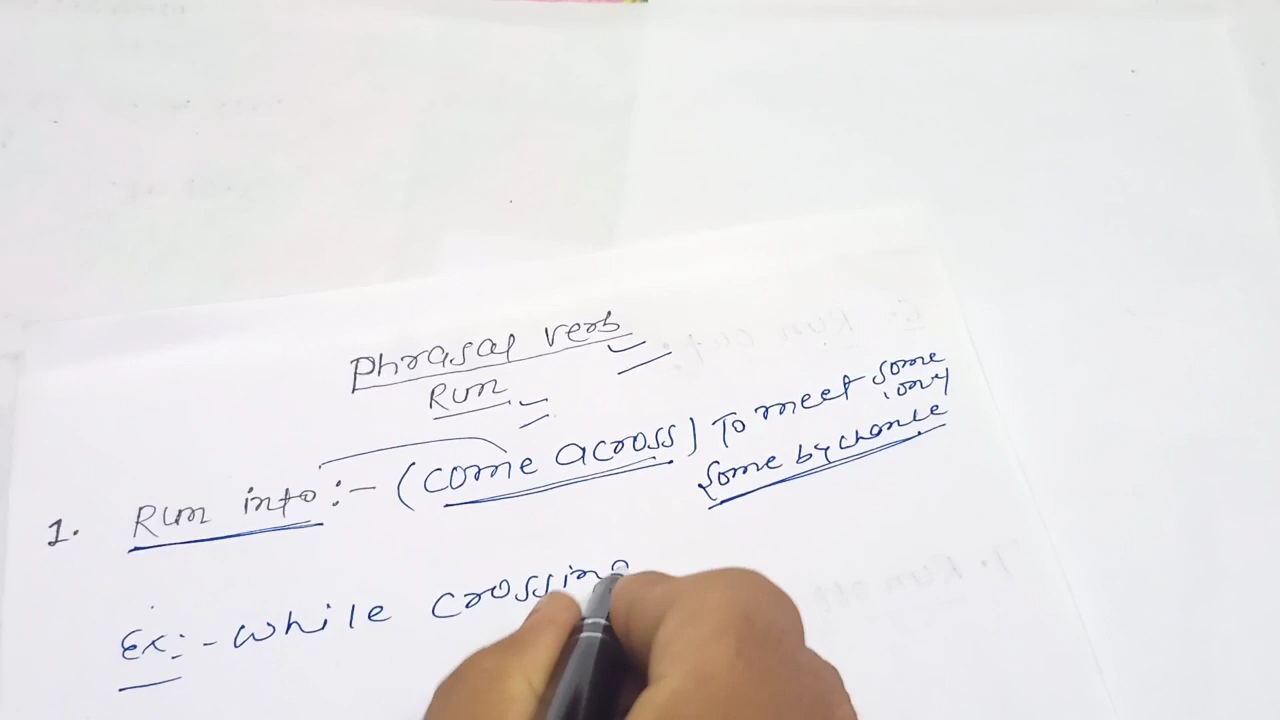 Phrasal verb
Run
1. Run into:- (come across) To meet some
some by chance
Ex:- while crossing